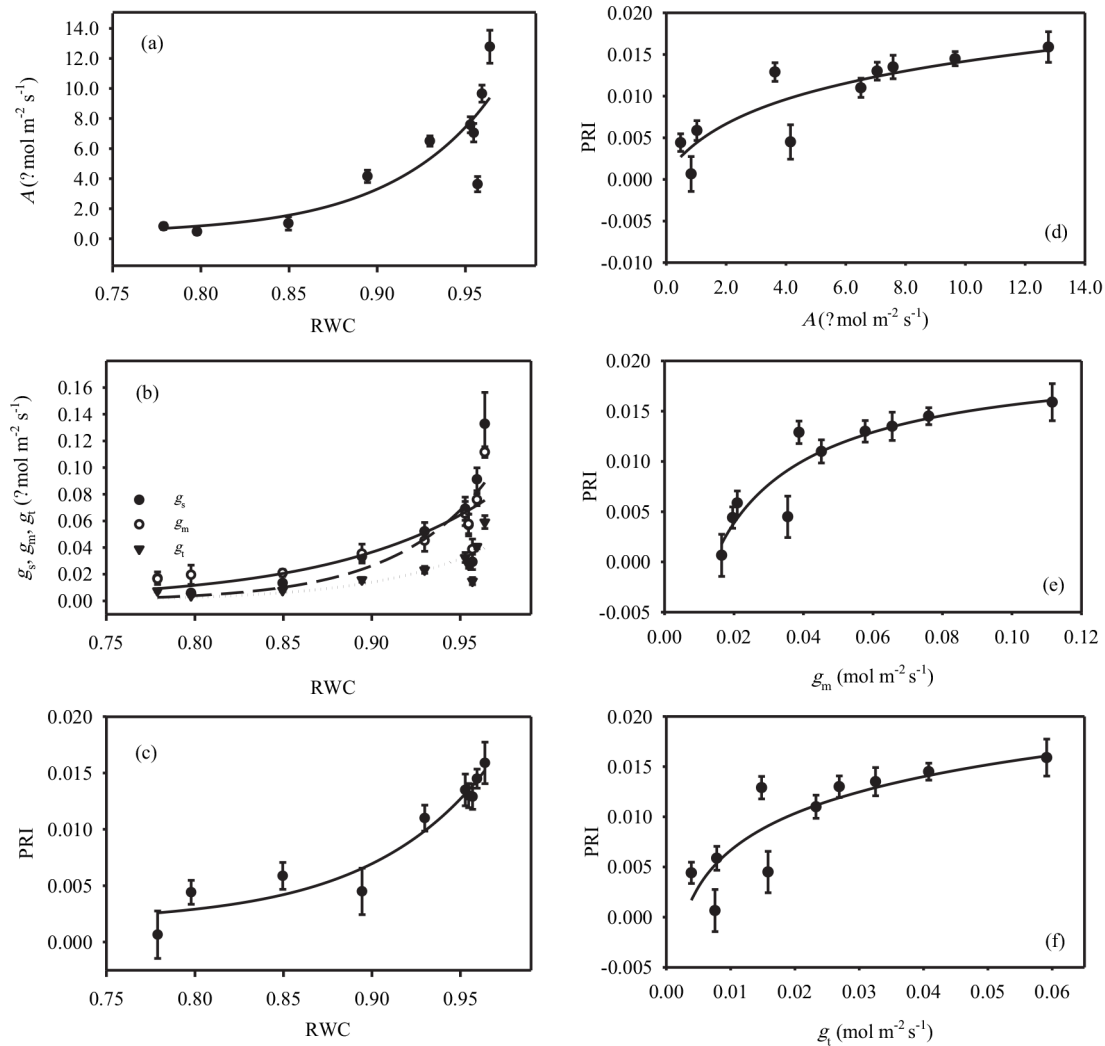 (a)
14.0
12.0
10.0
8.0
6.0
4.0
2.0
0.0
A (?mol m-2 s-1)
0.75 0.80 0.85 0.90 0.95
RWC
(d)
0.020
0.015
0.010
0.005
0.000
-0.005
-0.010
PRI
0.0 2.0 4.0 6.0 8.0 10.0 12.0 14.0
A (?mol m-2 s-1)
(b)
0.16
0.14
0.12
0.10
0.08
0.06
0.04
0.02
0.00
gs, gm, gt (?mol m-2 s-1)
gs
gm
gt
0.75 0.80 0.85 0.90 0.95
RWC
(e)
0.020
0.015
0.010
0.005
0.000
-0.005
PRI
0.00 0.02 0.04 0.06 0.08 0.10 0.12
gm (mol m-2 s-1)
(c)
0.020
0.015
0.010
0.005
0.000
PRI
0.75 0.80 0.85 0.90 0.95
RWC
(f)
0.020
0.015
0.010
0.005
0.000
-0.005
PRI
0.00 0.01 0.02 0.03 0.04 0.05 0.06
gt (mol m-2 s-1)